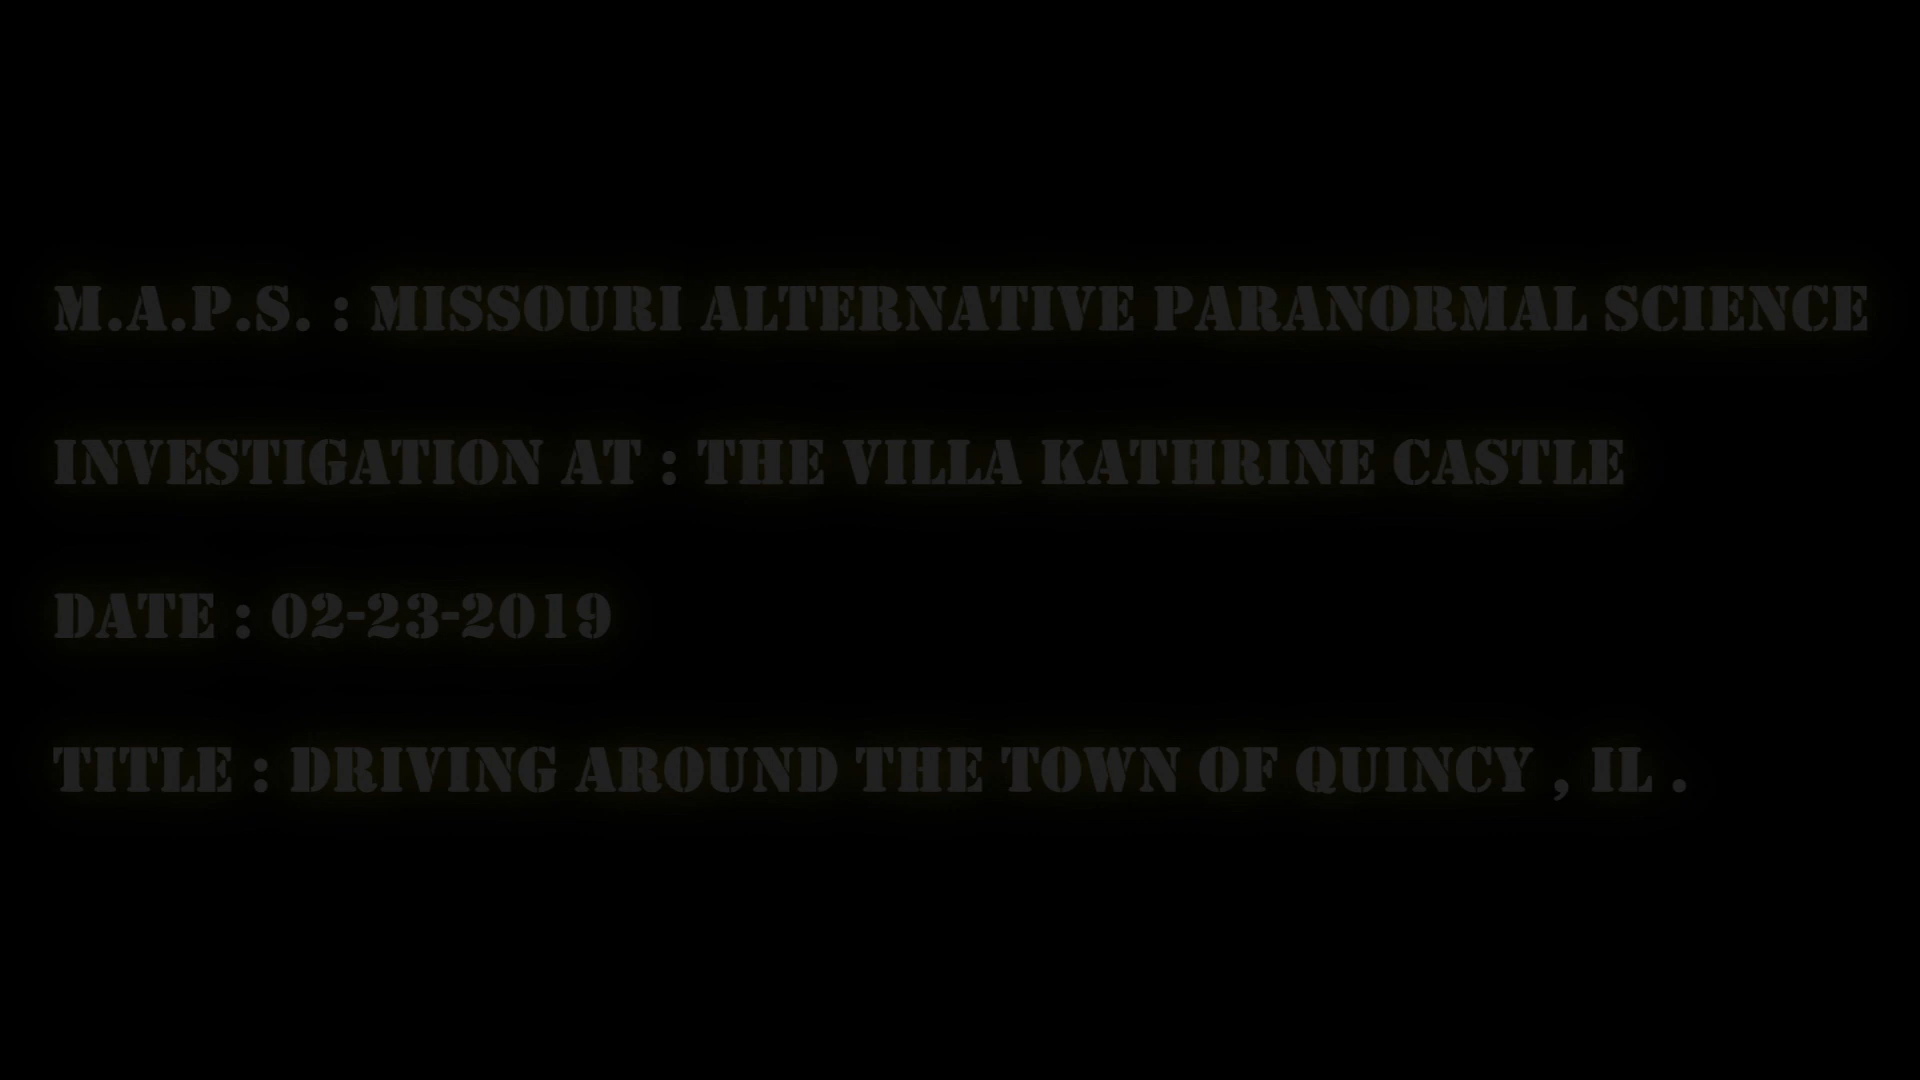 M.A.P.S. : MISSOURI ALTERNATIVE PARANORMAL SCIENCE
INVESTIGATION AT : THE VILLA KATHRINE CASTLE
DATE : 02-23-2019
TITLE : DRIVING AROUND THE TOWN OF QUINCY , IL .